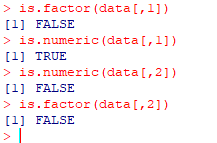 > is.factor(data[,1])
[1] FALSE
> is.numeric(data[,1])
[1] TRUE
> is.numeric(data[,2])
[1] FALSE
> is.factor(data[,2])
[1] FALSE
>